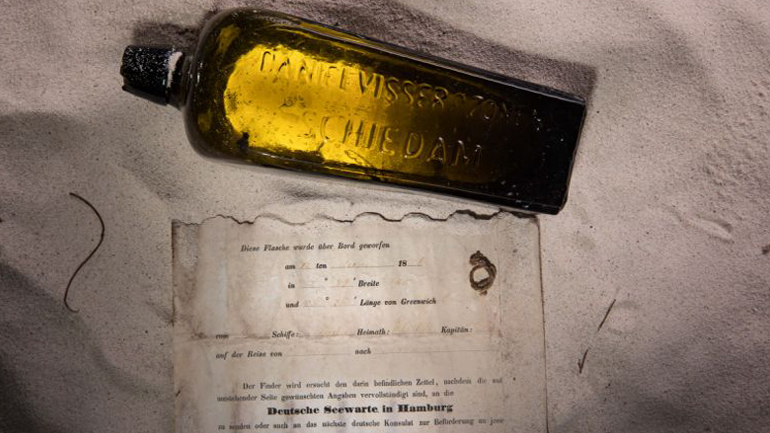 DANIEL VISSER & ZONEN
SCHIEDAM
Diese Flasche wurde über Bord geworfen
am ten 18
in ° ' Breite
und ° ' Länge von Greenwich
vom Schiffe: Heimath: Kapitän:
auf der Reise von nach
Der Finder wird ersucht den darin befindlichen Zettel, nachdem die auf
umstehender Seite gewünschten Angaben vervollständigt sind, an die
Deutsche Seewarte in Hamburg
zu senden oder auch an das nächste deutsche Konsulat zur Beförderung an jene